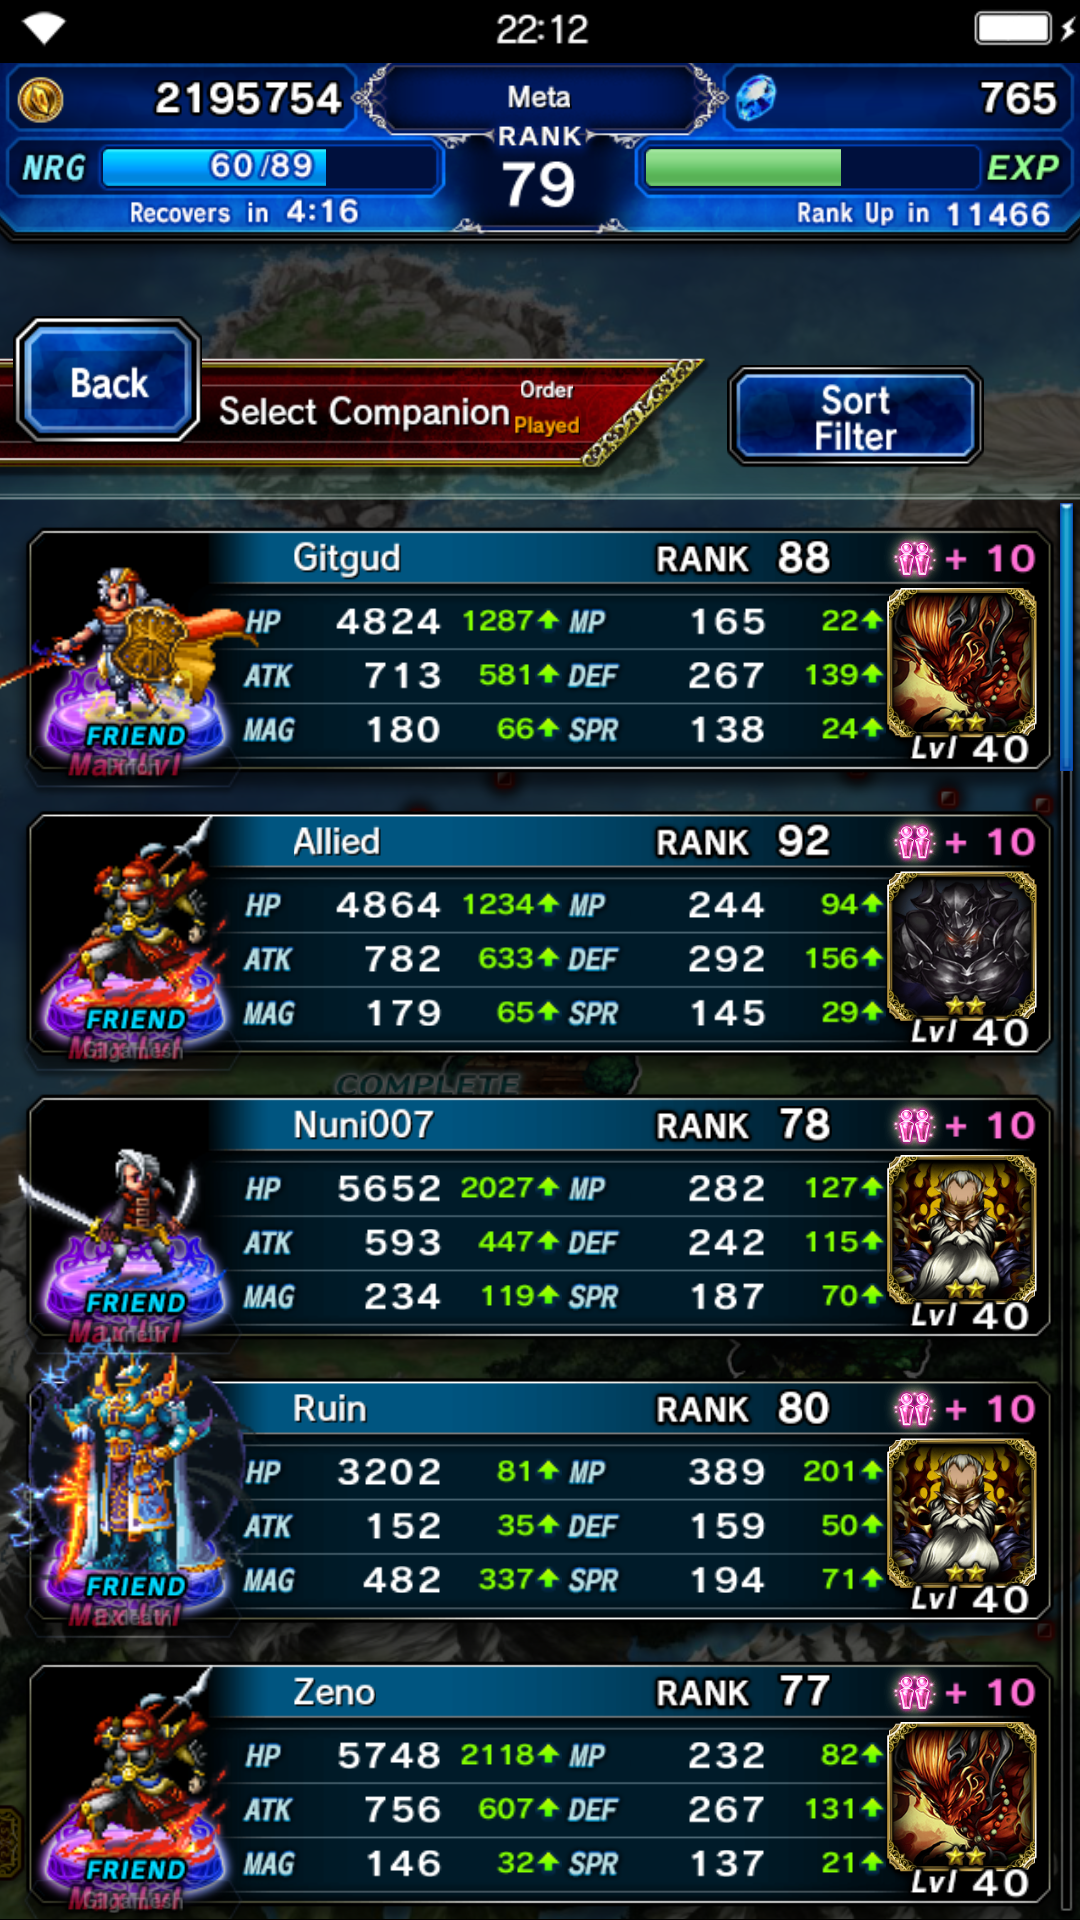 22:12
2195754
Meta
765
RANK
79
NRG 60/89
EXP
Recovers in 4:16
Rank Up in 11466
Back
Select Companion
Order
Played
Sort
Filter
Gitgud RANK 88 + 10
HP 4824 1287 MP 165 22
ATK 713 581 DEF 267 139
MAG 180 66 SPR 138 24
FRIEND
Max Lvl
Lvl 40
Allied RANK 92 + 10
HP 4864 1234 MP 244 94
ATK 782 633 DEF 292 156
MAG 179 65 SPR 145 29
FRIEND
Gilgamesh
Lvl 40
COMPLETE
Nuni007 RANK 78 + 10
HP 5652 2027 MP 282 127
ATK 593 447 DEF 242 115
MAG 234 119 SPR 187 70
FRIEND
Max Lvl
Lvl 40
Ruin RANK 80 + 10
HP 3202 81 MP 389 201
ATK 152 35 DEF 159 50
MAG 482 337 SPR 194 71
FRIEND
Exdeath
Lvl 40
Zeno RANK 77 + 10
HP 5748 2118 MP 232 82
ATK 756 607 DEF 267 131
MAG 146 32 SPR 137 21
FRIEND
Gilgamesh
Lvl 40